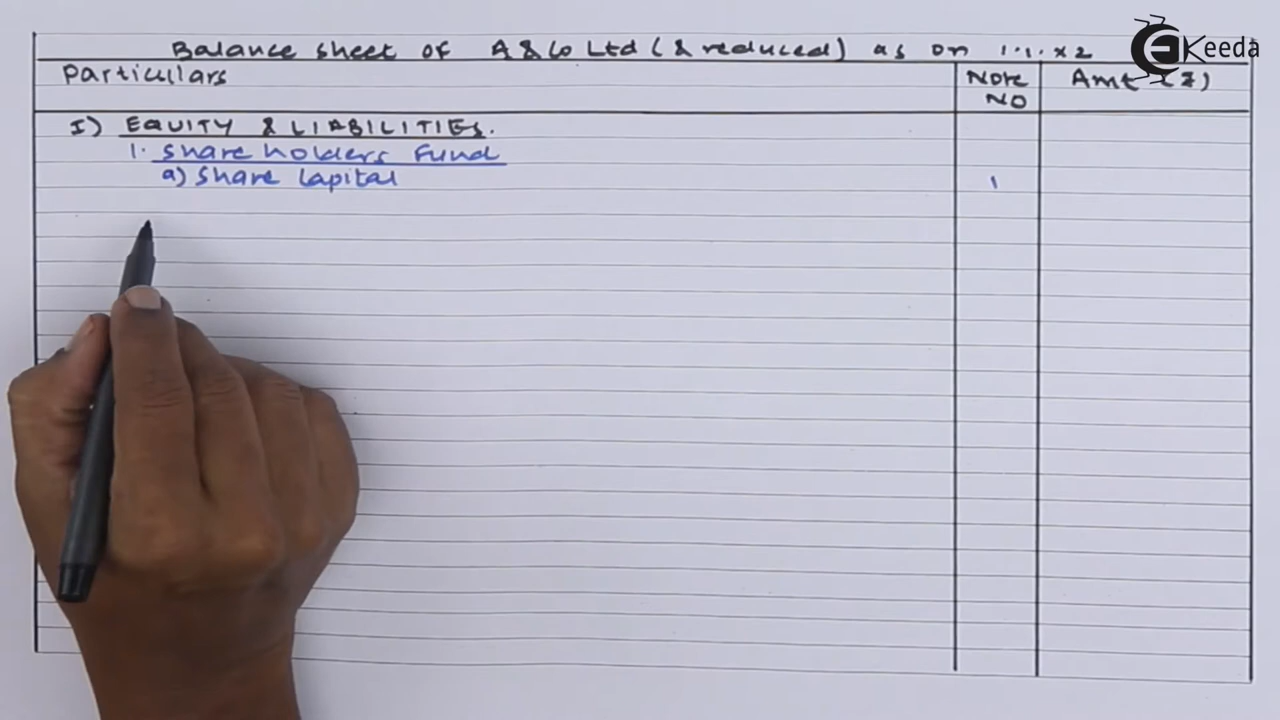 Balance sheet of A & Co Ltd (& reduced) as on 1.1.x2
EKeeda
Particulars Note Amt (₹)
NO
I) EQUITY & LIABILITIES.
1. Share holders Fund
a) Share Capital 1